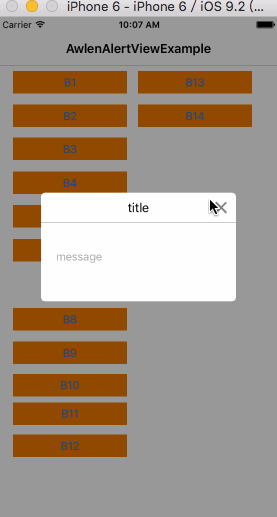 iPhone 6 - iPhone 6 / iOS 9.2 (...
Carrier 10:07 AM
AwlenAlertViewExample
B1 B13
B2 B14
B3
B4
title
message
B8
B9
B10
B11
B12